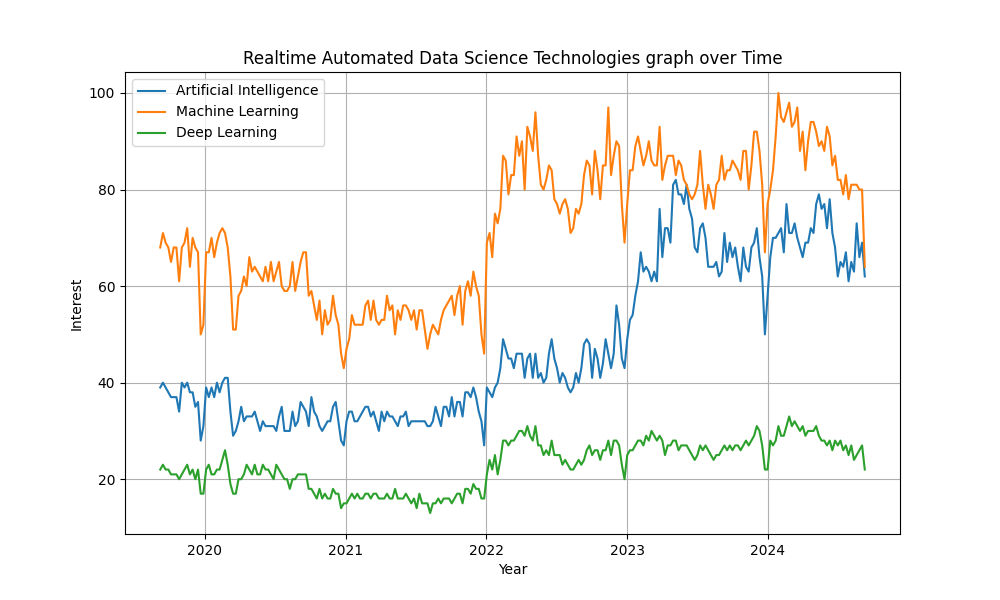 Realtime Automated Data Science Technologies graph over Time
Artificial Intelligence
Machine Learning
Deep Learning
100
80
60
40
20
Interest
2020 2021 2022 2023 2024
Year